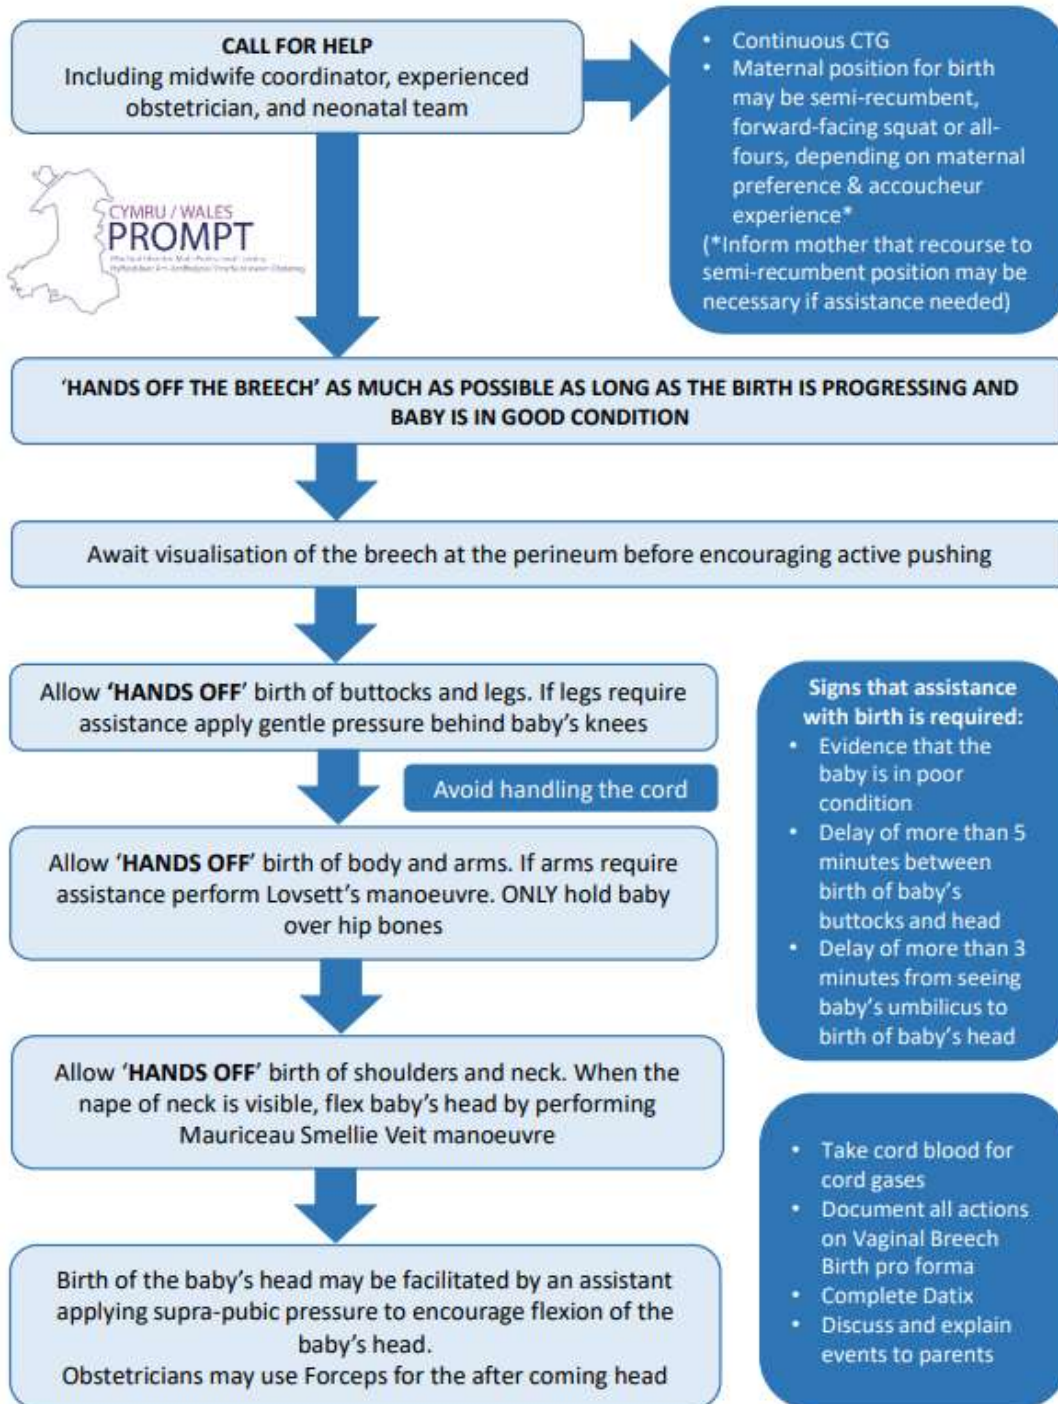 CALL FOR HELP
Including midwife coordinator, experienced
obstetrician, and neonatal team
• Continuous CTG
• Maternal position for birth
may be semi-recumbent,
forward-facing squat or all-
fours, depending on maternal
preference & accoucheur
experience*
(*Inform mother that recourse to
semi-recumbent position may be
necessary if assistance needed)
CYMRU / WALES
PROMPT
‘HANDS OFF THE BREECH’ AS MUCH AS POSSIBLE AS LONG AS THE BIRTH IS PROGRESSING AND
BABY IS IN GOOD CONDITION
Await visualisation of the breech at the perineum before encouraging active pushing
Allow ‘HANDS OFF’ birth of buttocks and legs. If legs require
assistance apply gentle pressure behind baby’s knees
Avoid handling the cord
Allow ‘HANDS OFF’ birth of body and arms. If arms require
assistance perform Lovsett’s manoeuvre. ONLY hold baby
over hip bones
Allow ‘HANDS OFF’ birth of shoulders and neck. When the
nape of neck is visible, flex baby’s head by performing
Mauriceau Smellie Veit manoeuvre
Birth of the baby’s head may be facilitated by an assistant
applying supra-pubic pressure to encourage flexion of the
baby’s head.
Obstetricians may use Forceps for the after coming head
Signs that assistance
with birth is required:
• Evidence that the
baby is in poor
condition
• Delay of more than 5
minutes between
birth of baby’s
buttocks and head
• Delay of more than 3
minutes from seeing
baby’s umbilicus to
birth of baby’s head
• Take cord blood for
cord gases
• Document all actions
on Vaginal Breech
Birth pro forma
• Complete Datix
• Discuss and explain
events to parents